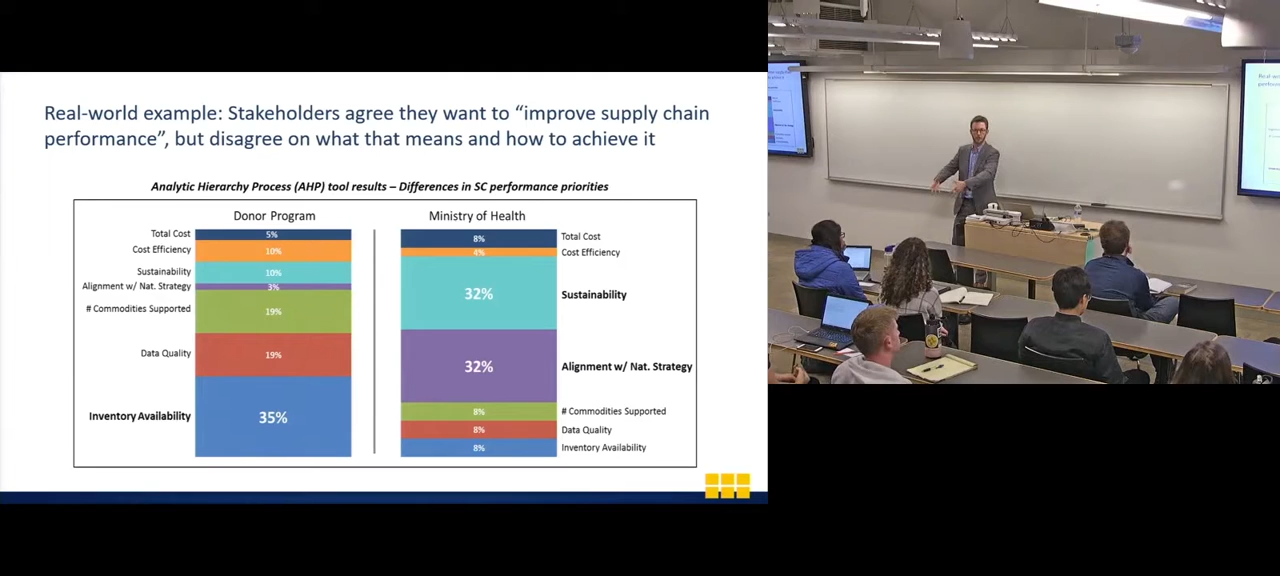 Real-world example: Stakeholders agree they want to “improve supply chain
performance”, but disagree on what that means and how to achieve it
Analytic Hierarchy Process (AHP) tool results – Differences in SC performance priorities
Donor Program
Total Cost 5%
Cost Efficiency 10%
Sustainability 10%
Alignment w/ Nat. Strategy 3%
# Commodities Supported 19%
Data Quality 19%
Inventory Availability 35%
Ministry of Health
8% Total Cost
4% Cost Efficiency
32% Sustainability
32% Alignment w/ Nat. Strategy
8% # Commodities Supported
8% Data Quality
8% Inventory Availability